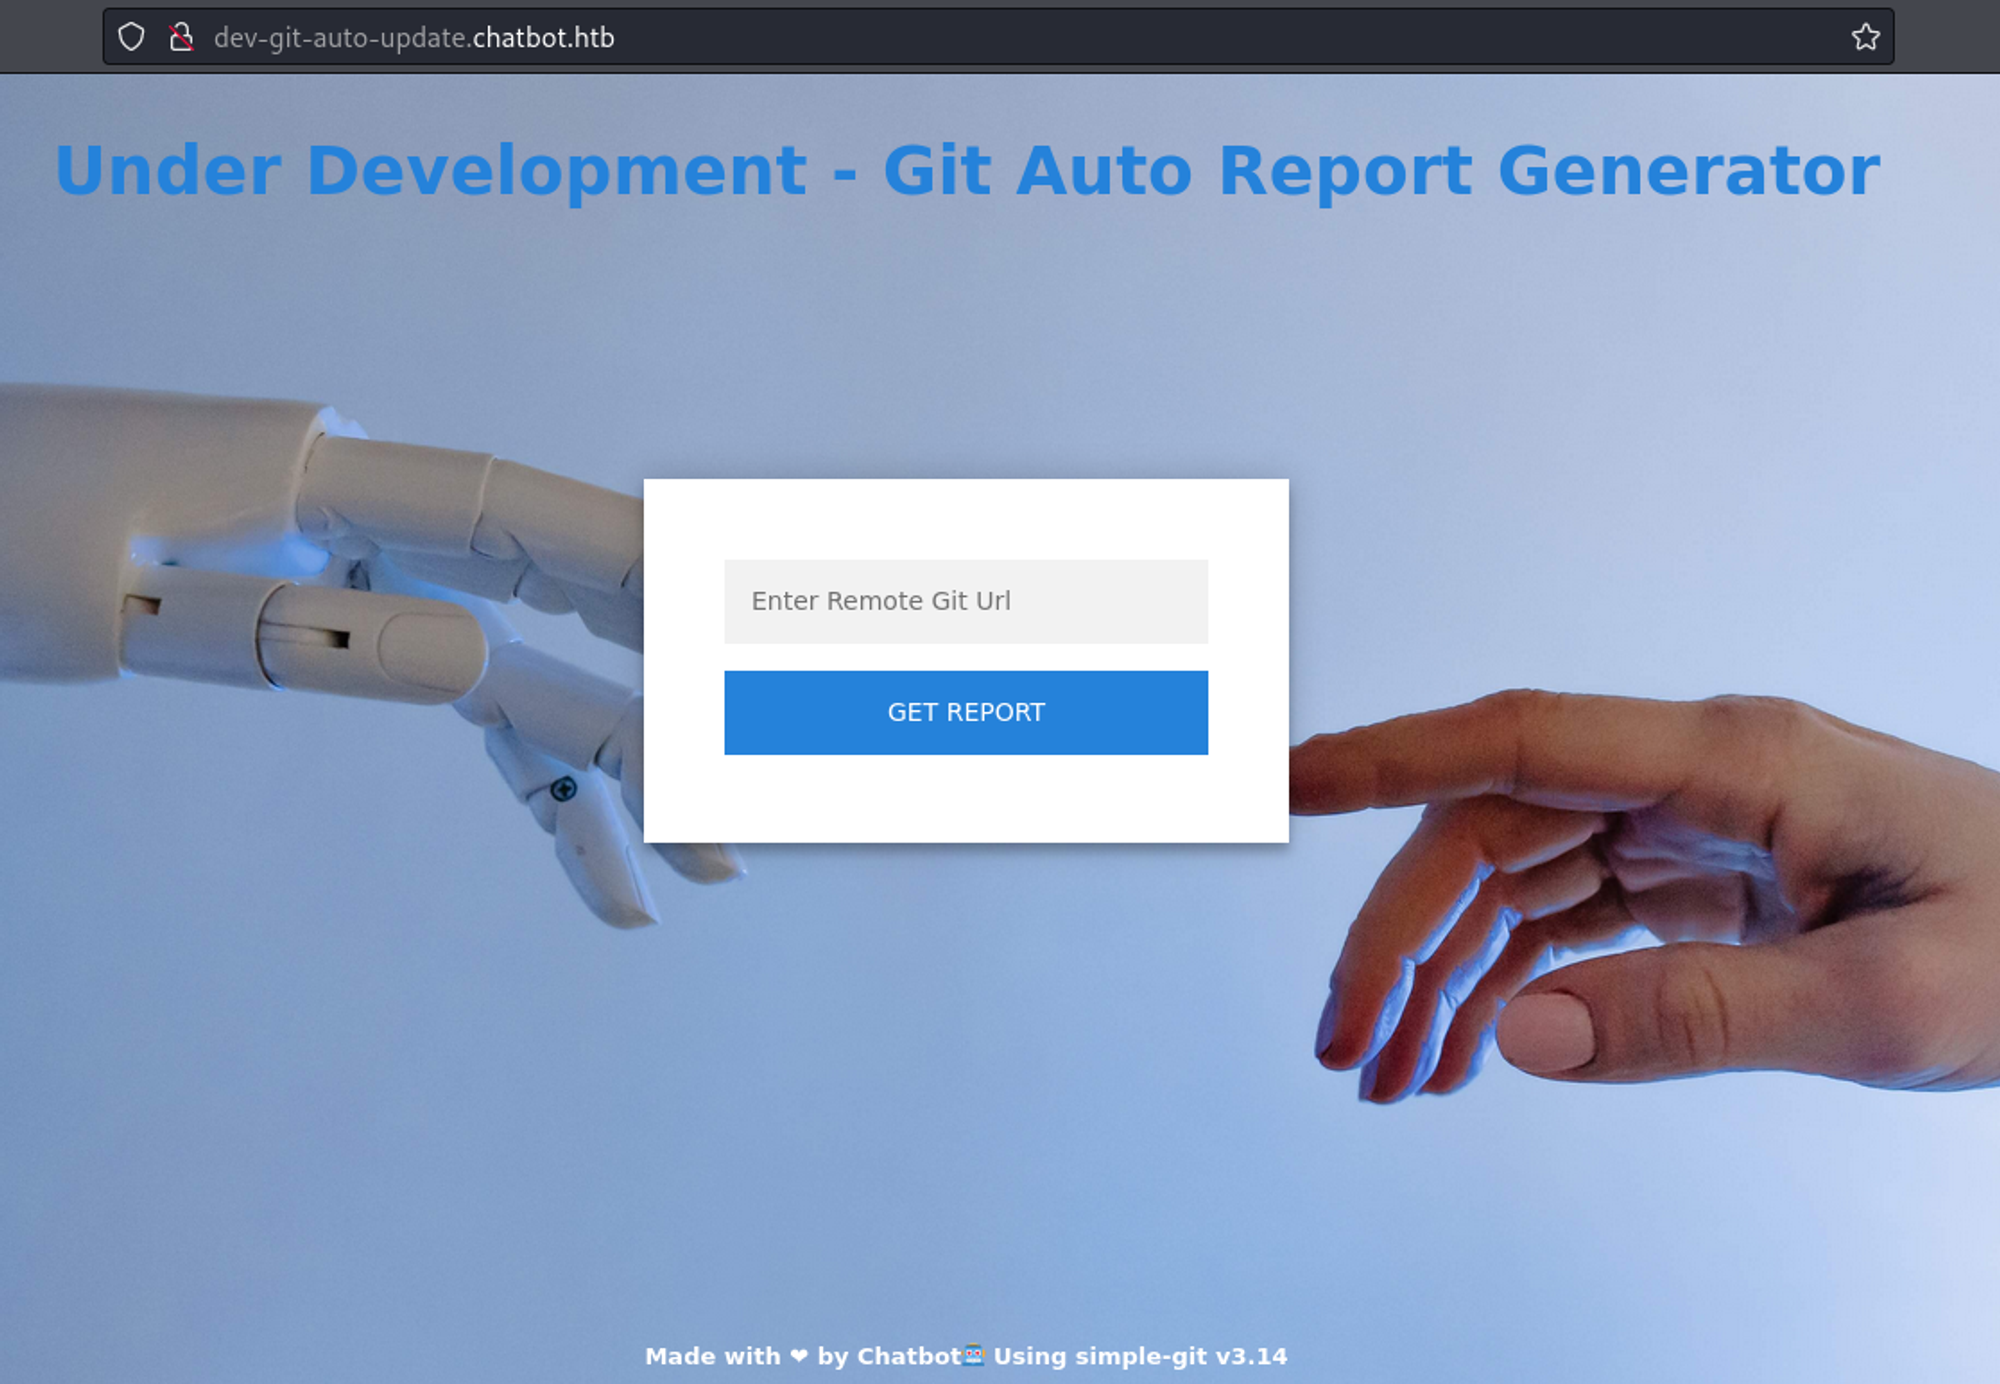 dev-git-auto-update.chatbot.htb
Under Development - Git Auto Report Generator
Enter Remote Git Url
GET REPORT
Made with ❤ by Chatbot🤖 Using simple-git v3.14